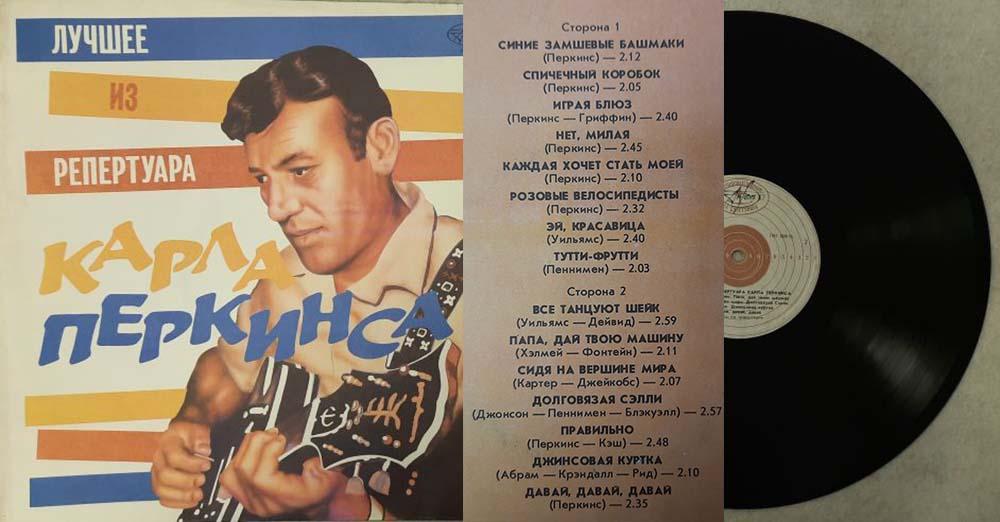 ЛУЧШЕЕ
ИЗ
РЕПЕРТУАРА
КАРЛА
ПЕРКИНСА
Сторона 1
СИНИЕ ЗАМШЕВЫЕ БАШМАКИ
(Перкинс) — 2.12
СПИЧЕЧНЫЙ КОРОБОК
(Перкинс) — 2.05
ИГРАЯ БЛЮЗ
(Перкинс — Гриффин) — 2.40
НЕТ, МИЛАЯ
(Перкинс) — 2.45
КАЖДАЯ ХОЧЕТ СТАТЬ МОЕЙ
(Перкинс) — 2.10
РОЗОВЫЕ ВЕЛОСИПЕДИСТЫ
(Перкинс) — 2.32
ЭЙ, КРАСАВИЦА
(Уильямс) — 2.40
ТУТТИ-ФРУТТИ
(Пеннимен) — 2.03
Сторона 2
ВСЕ ТАНЦУЮТ ШЕЙК
(Уильямс — Дейвид) — 2.59
ПАПА, ДАЙ ТВОЮ МАШИНУ
(Хэлмей — Фонтейн) — 2.11
СИДЯ НА ВЕРШИНЕ МИРА
(Картер — Джейкобс) — 2.07
ДОЛГОВЯЗАЯ СЭЛЛИ
(Джонсон — Пеннимен — Блэкуэлл) — 2.57
ПРАВИЛЬНО
(Перкинс — Кэш) — 2.48
ДЖИНСОВАЯ КУРТКА
(Абрам — Крэндалл — Рид) — 2.10
ДАВАЙ, ДАВАЙ, ДАВАЙ
(Перкинс) — 2.35
КАРЛА ПЕРКИНСА